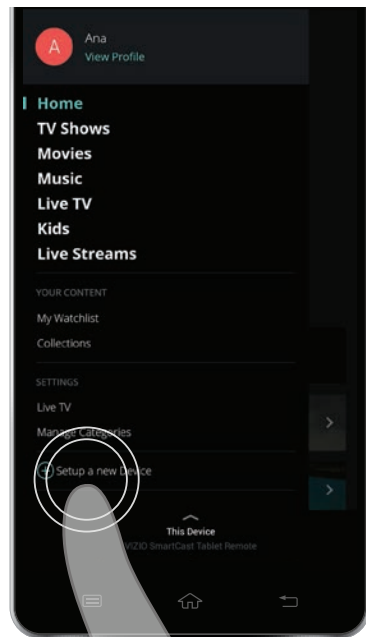 A
Ana
View Profile
Home
TV Shows
Movies
Music
Live TV
Kids
Live Streams
YOUR CONTENT
My Watchlist
Collections
SETTINGS
Live TV
Manage Categories
Setup a new Device
This Device
VIZIO SmartCast Tablet Remote